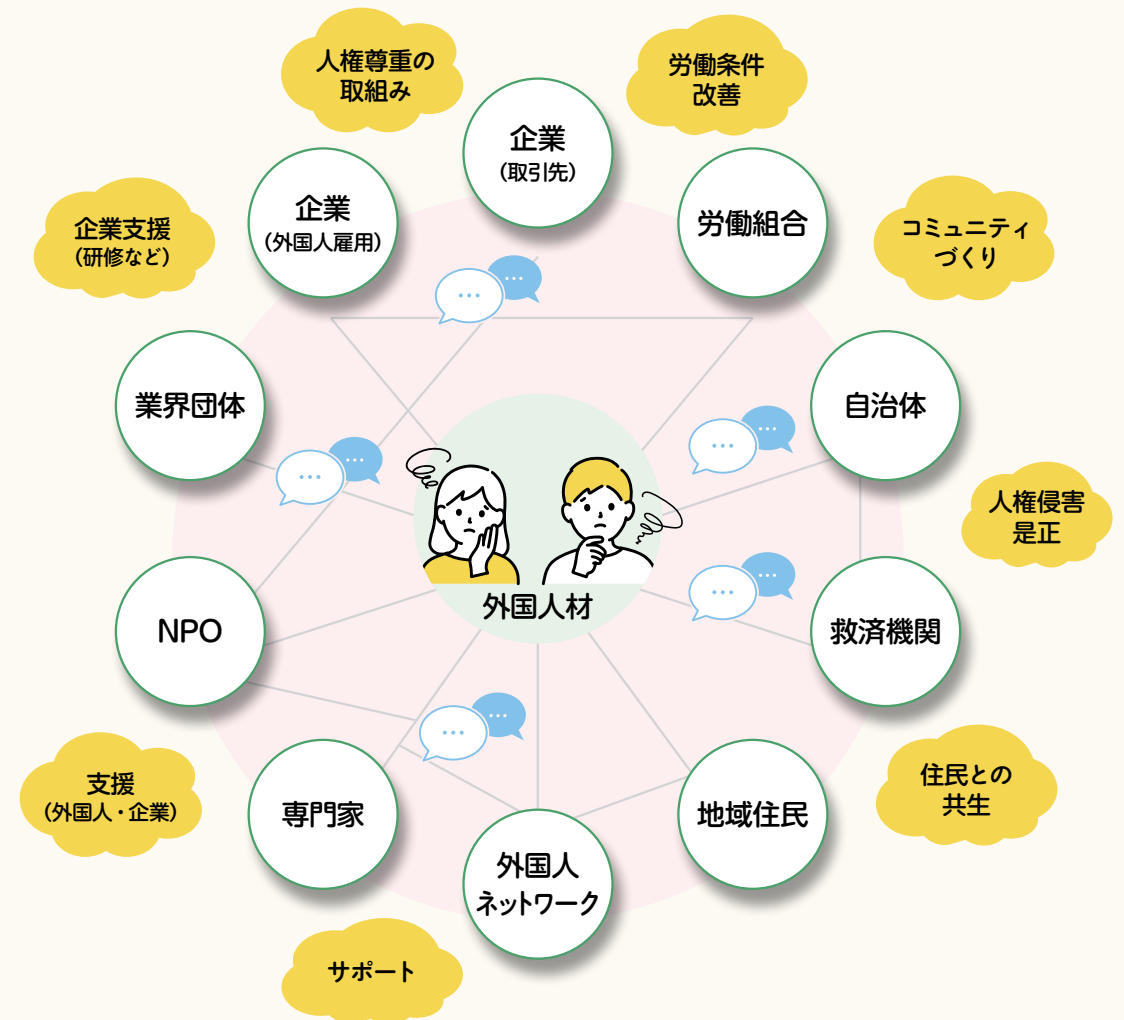 人権尊重の
取組み
労働条件
改善
企業
（取引先）
企業
（外国人雇用）
労働組合
企業支援
（研修など）
コミュニティ
づくり
業界団体
自治体
人権侵害
是正
外国人材
NPO
救済機関
支援
（外国人・企業）
住民との
共生
専門家
地域住民
外国人
ネットワーク
サポート